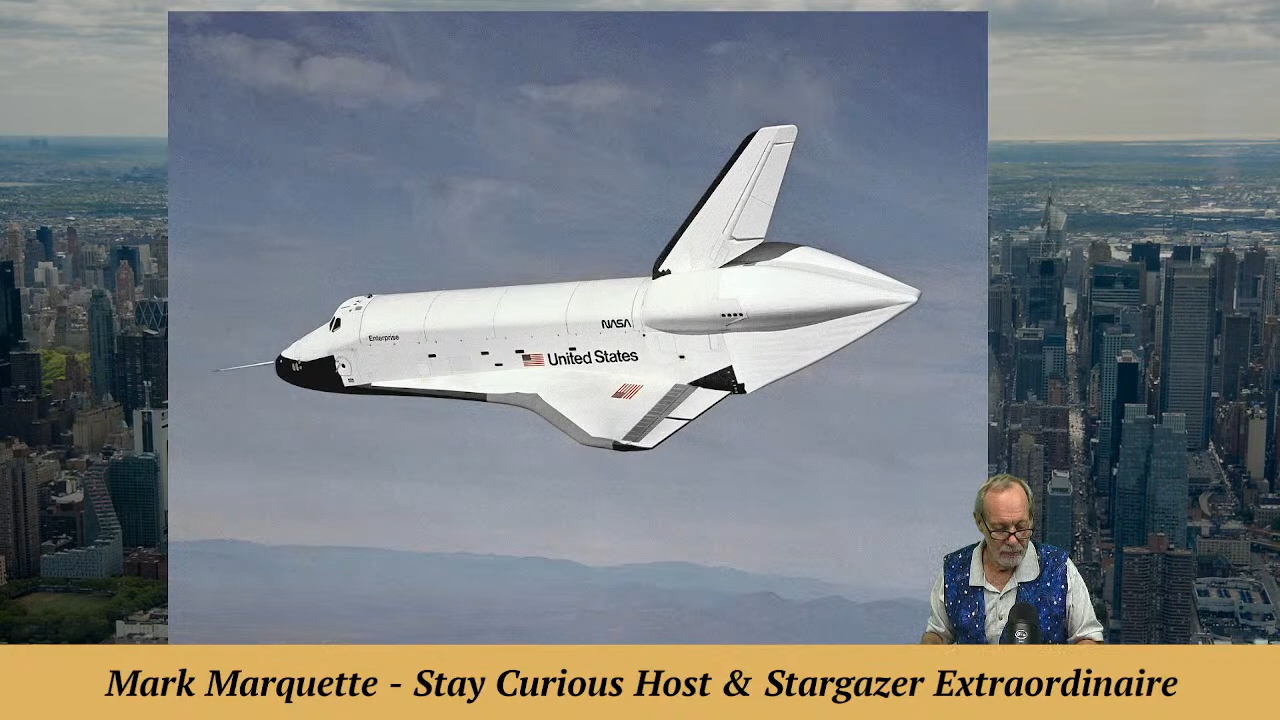 Enterprise
NASA
United States
Mark Marquette - Stay Curious Host & Stargazer Extraordinaire